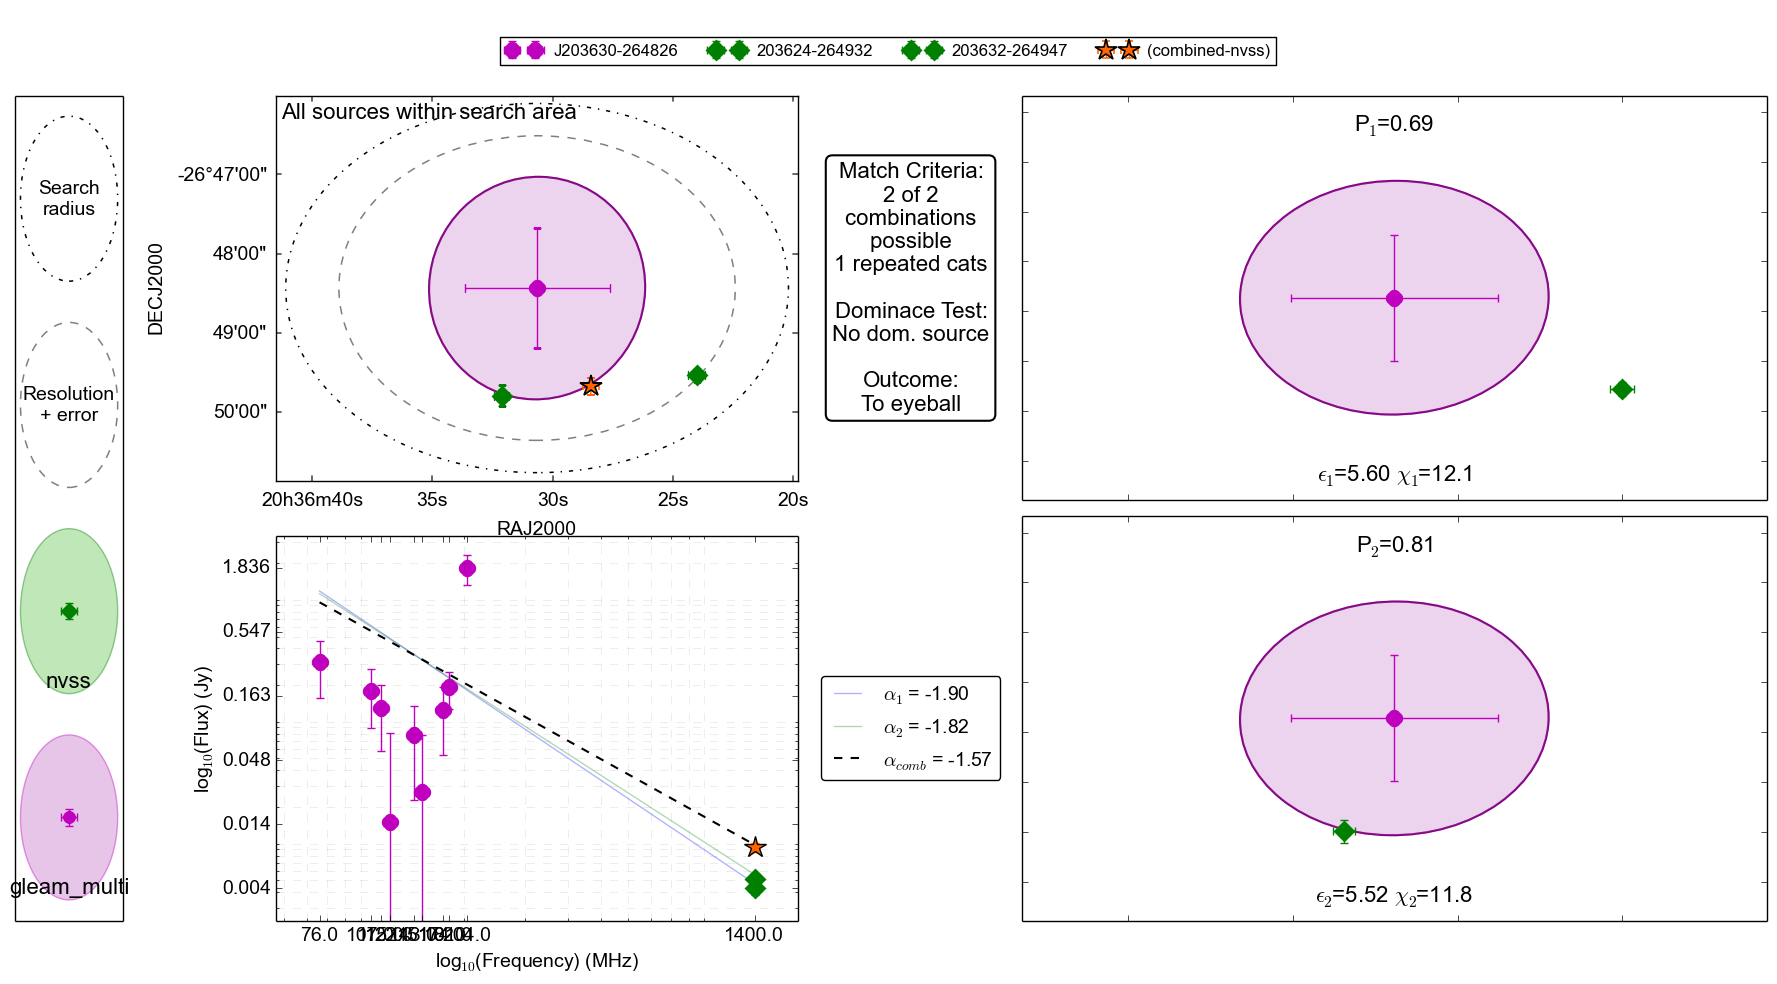 J203630-264826
203624-264932
203632-264947
(combined-nvss)
Search
radius
Resolution
+ error
nvss
gleam_multi
All sources within search area
DECJ2000
-26°47'00"
48'00"
49'00"
50'00"
20h36m40s
35s
30s
25s
20s
RAJ2000
Match Criteria:
2 of 2
combinations
possible
1 repeated cats
Dominace Test:
No dom. source
Outcome:
To eyeball
P1=0.69
ϵ1=5.60 χ1=12.1
P2=0.81
ϵ2=5.52 χ2=11.8
log10(Flux) (Jy)
1.836
0.547
0.163
0.048
0.014
0.004
76.0
1400.0
log10(Frequency) (MHz)
α1 = -1.90
α2 = -1.82
αcomb = -1.57